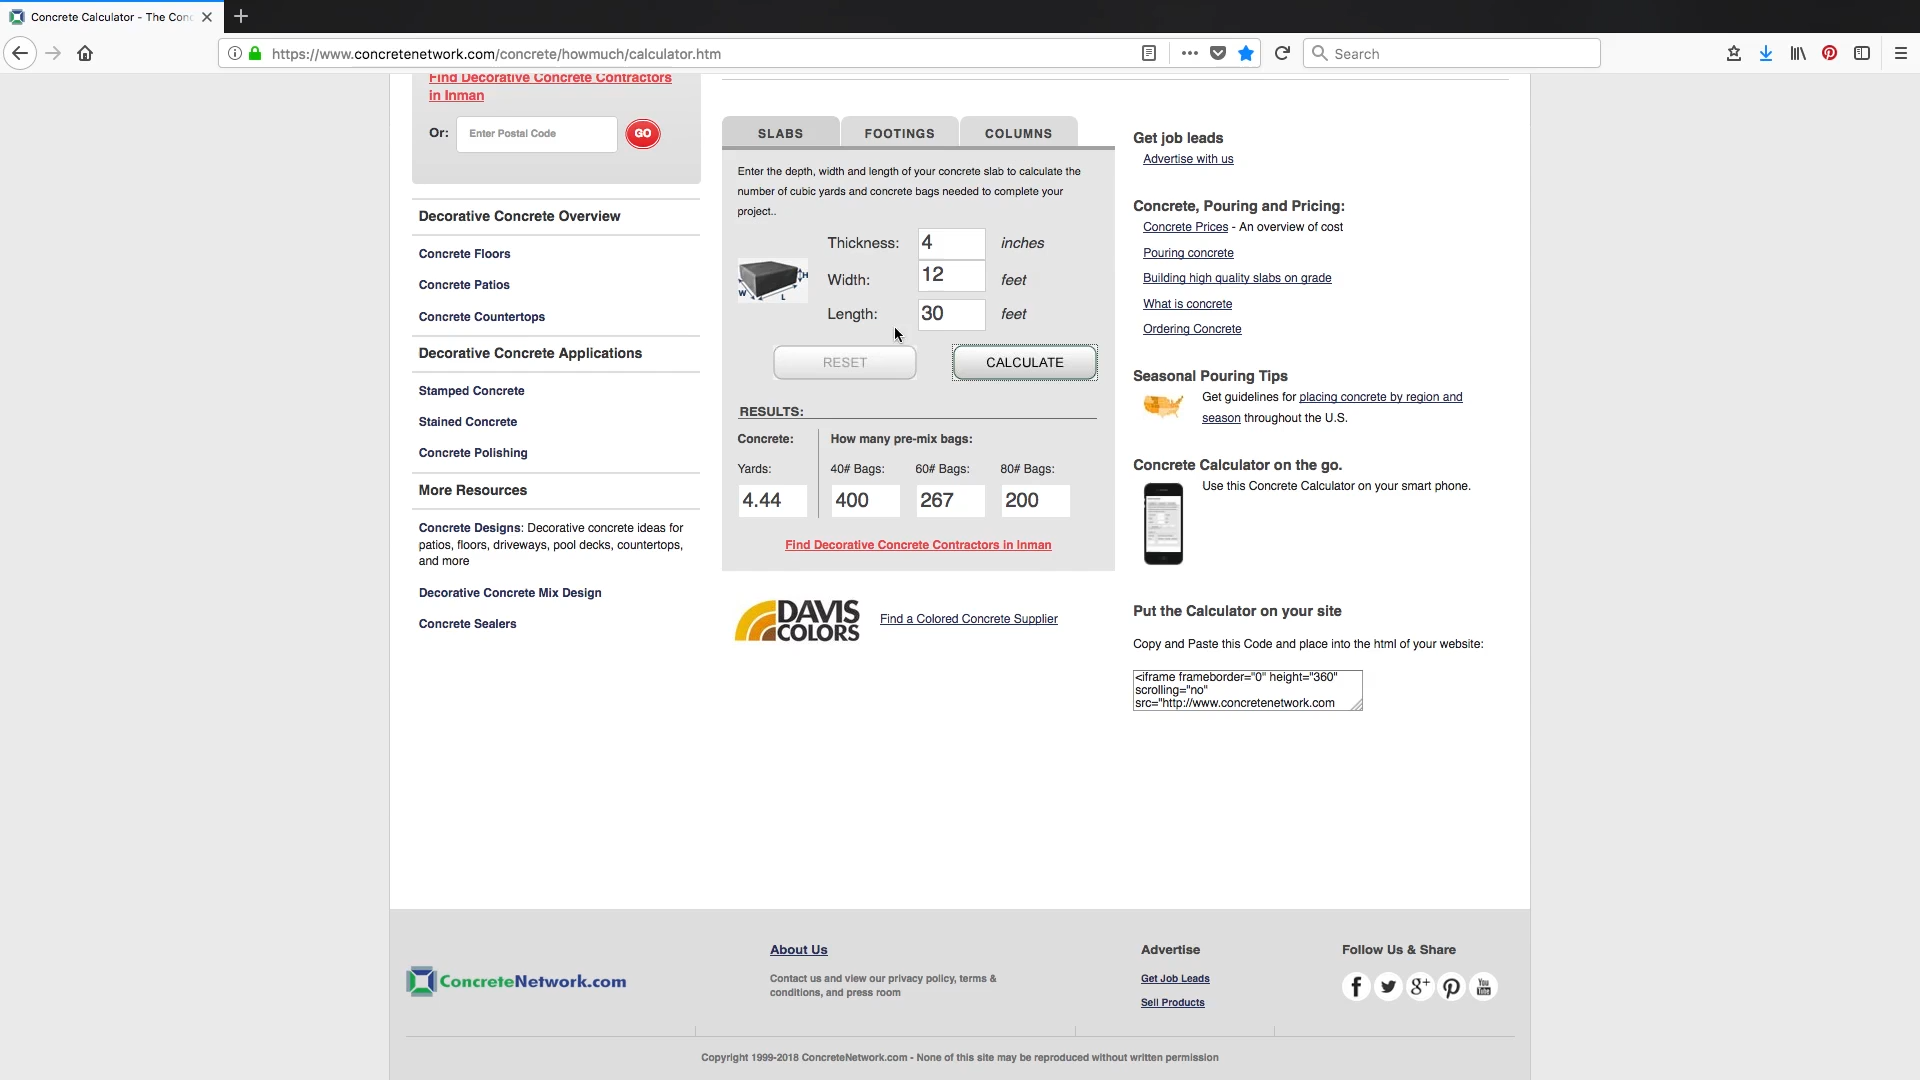 Concrete Calculator - The Conc
https://www.concretenetwork.com/concrete/howmuch/calculator.htm
Search
Find Decorative Concrete Contractors
in Inman
Or:
Enter Postal Code
GO
Decorative Concrete Overview
Concrete Floors
Concrete Patios
Concrete Countertops
Decorative Concrete Applications
Stamped Concrete
Stained Concrete
Concrete Polishing
More Resources
Concrete Designs: Decorative concrete ideas for
patios, floors, driveways, pool decks, countertops,
and more
Decorative Concrete Mix Design
Concrete Sealers
SLABS
FOOTINGS
COLUMNS
Enter the depth, width and length of your concrete slab to calculate the
number of cubic yards and concrete bags needed to complete your
project..
Thickness: 4 inches
Width: 12 feet
Length: 30 feet
W
L
H
RESET
CALCULATE
RESULTS:
Concrete:
How many pre-mix bags:
Yards:
40# Bags:
60# Bags:
80# Bags:
4.44
400
267
200
Find Decorative Concrete Contractors in Inman
DAVIS
COLORS
Find a Colored Concrete Supplier
Get job leads
Advertise with us
Concrete, Pouring and Pricing:
Concrete Prices - An overview of cost
Pouring concrete
Building high quality slabs on grade
What is concrete
Ordering Concrete
Seasonal Pouring Tips
Get guidelines for placing concrete by region and
season throughout the U.S.
Concrete Calculator on the go.
Use this Concrete Calculator on your smart phone.
Put the Calculator on your site
Copy and Paste this Code and place into the html of your website:
<iframe frameborder="0" height="360"
scrolling="no"
src="http://www.concretenetwork.com
ConcreteNetwork.com
About Us
Contact us and view our privacy policy, terms &
conditions, and press room
Advertise
Get Job Leads
Sell Products
Follow Us & Share
f
g+
You
Tube
Copyright 1999-2018 ConcreteNetwork.com - None of this site may be reproduced without written permission